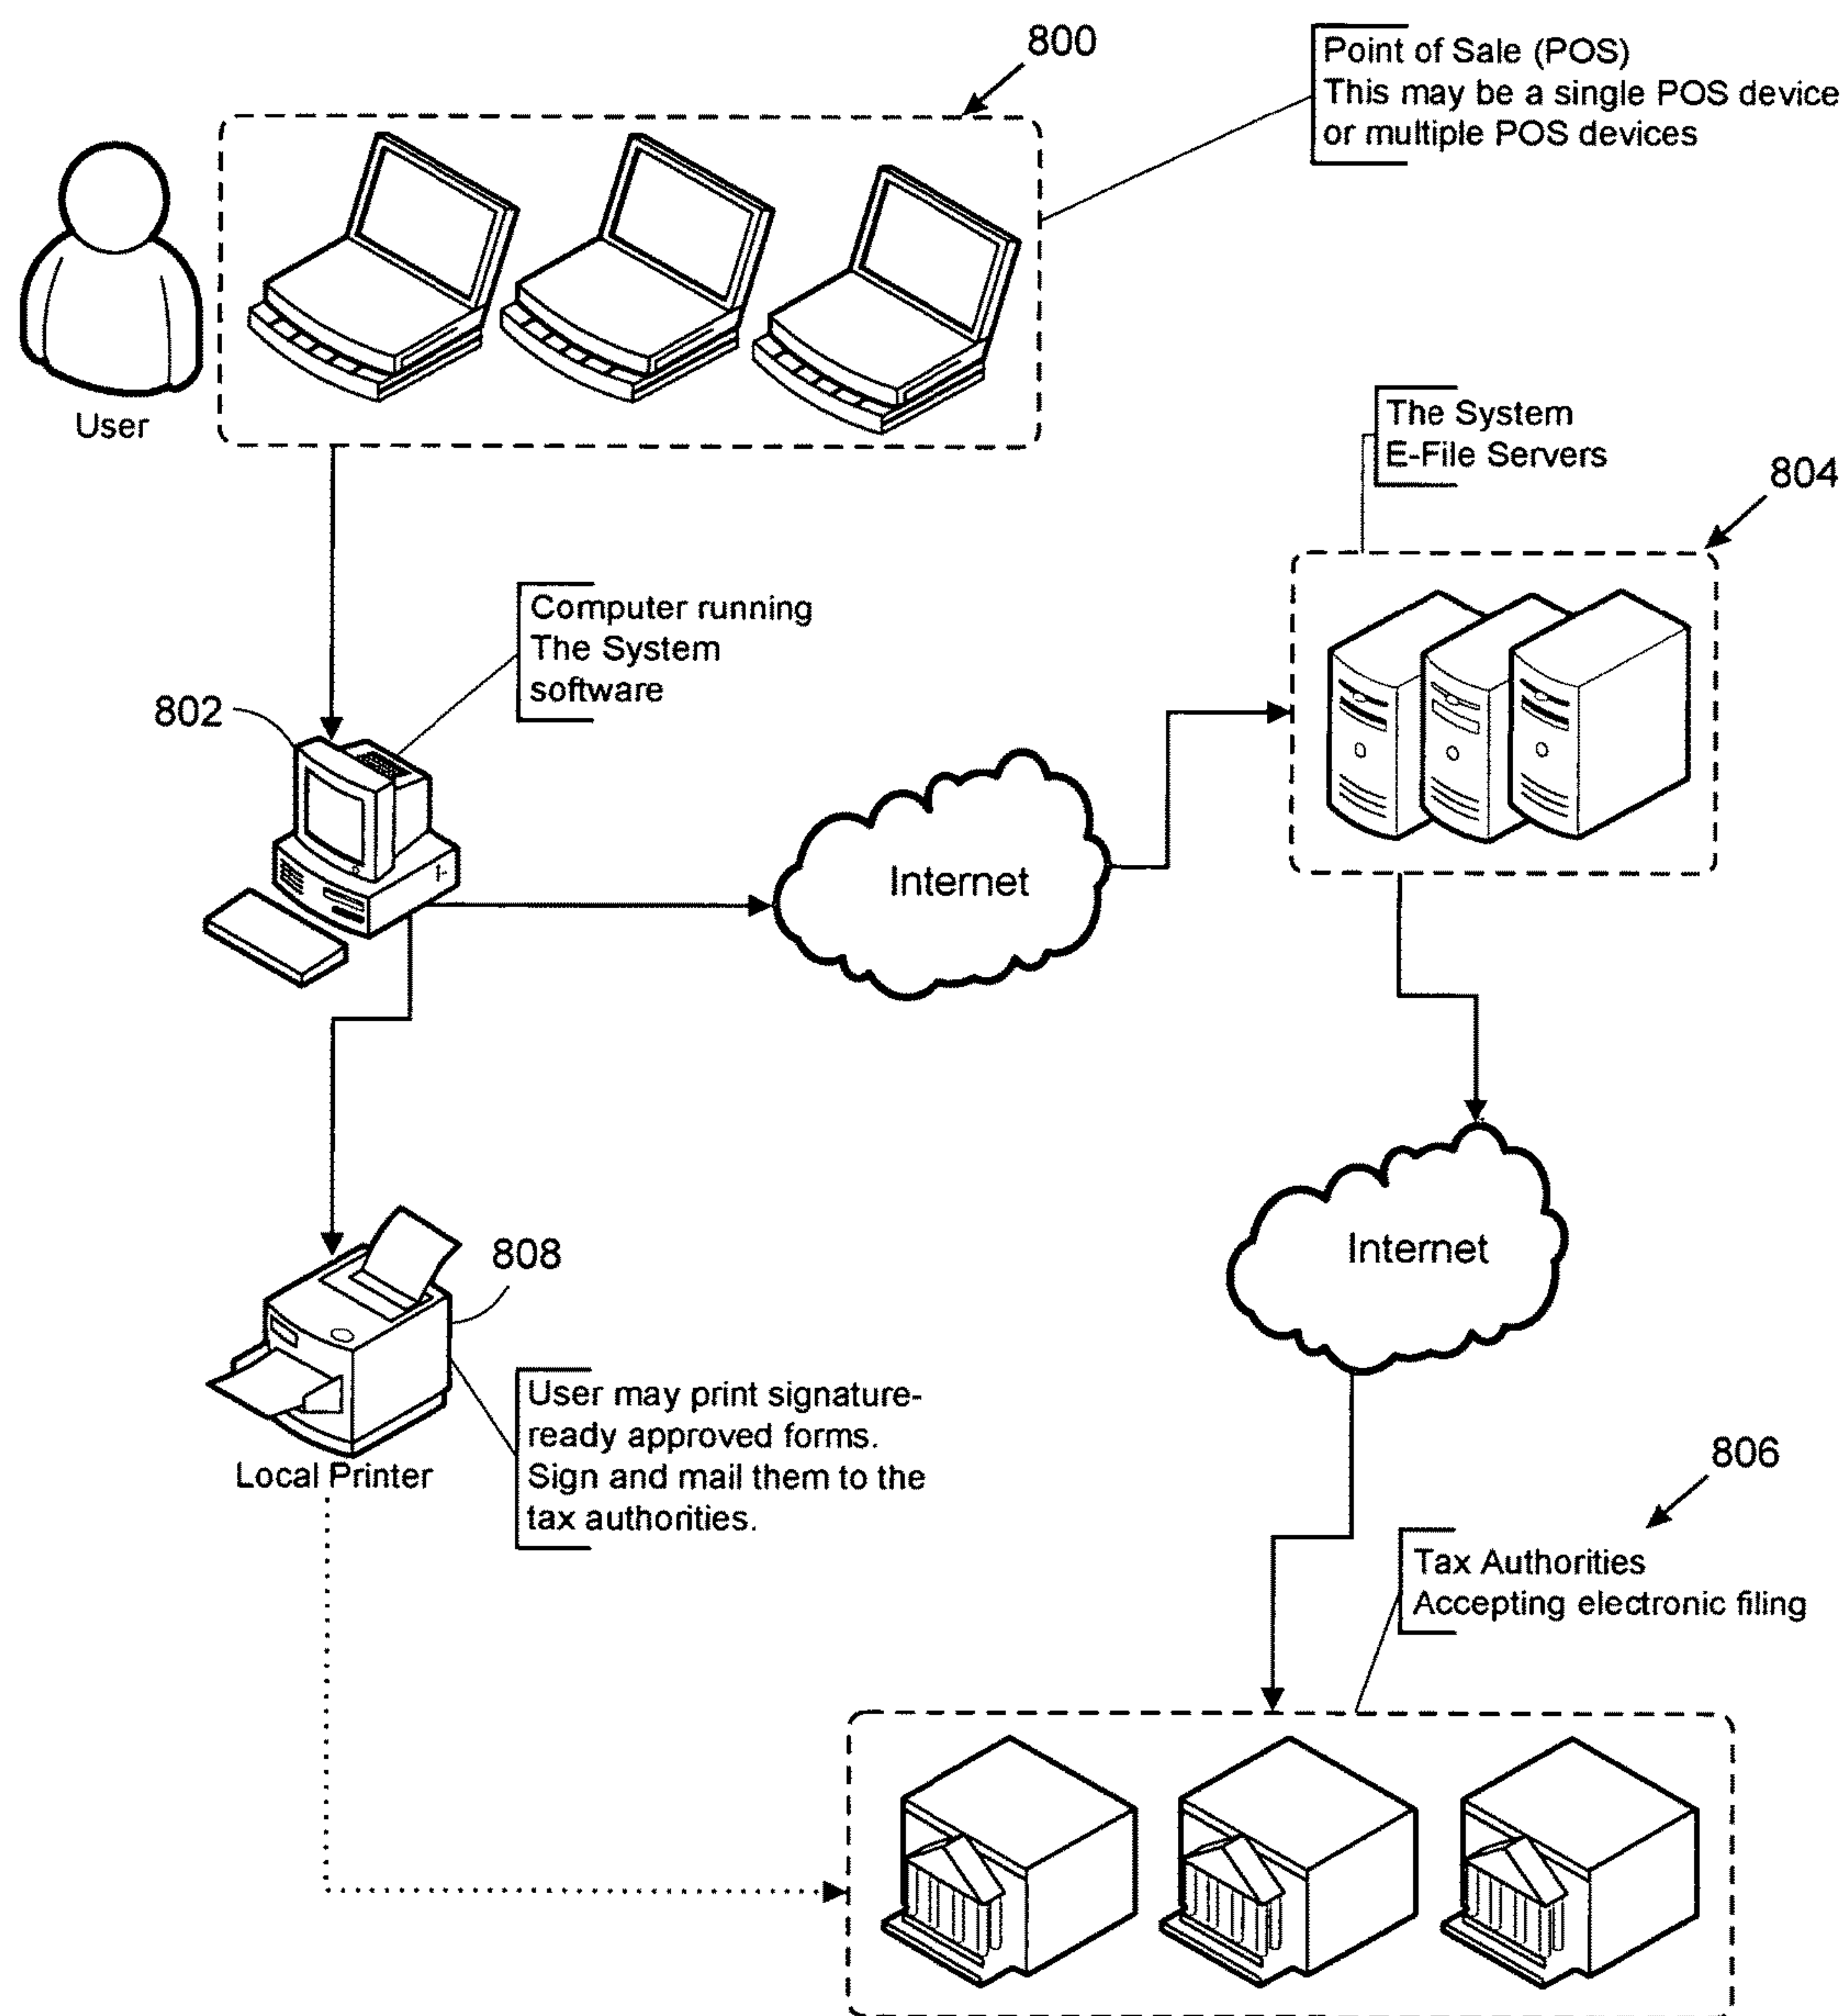 800
Point of Sale (POS)
This may be a single POS device
or multiple POS devices
User
The System
E-File Servers
804
Computer running
The System
software
802
Internet
Internet
808
Local Printer
User may print signature-
ready approved forms.
Sign and mail them to the
tax authorities.
806
Tax Authorities
Accepting electronic filing